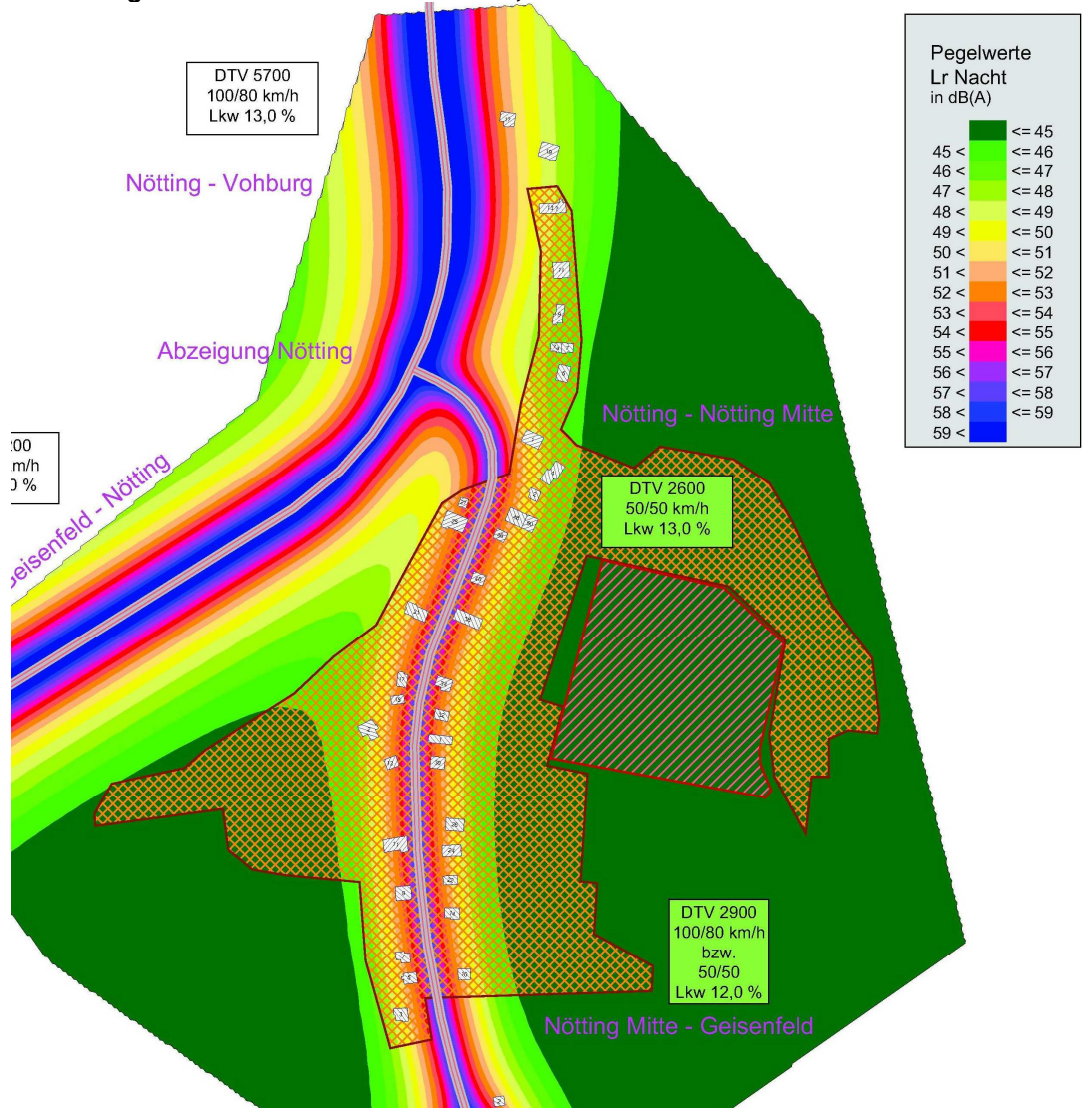 DTV 5700
100/80 km/h
Lkw 13,0 %
Nötting - Vohburg
Abzeigung Nötting
Geisenfeld - Nötting
Nötting - Nötting Mitte
DTV 2600
50/50 km/h
Lkw 13,0 %
DTV 2900
100/80 km/h
bzw.
50/50
Lkw 12,0 %
Nötting Mitte - Geisenfeld
Pegelwerte
Lr Nacht
in dB(A)
<= 45
45 < <= 46
46 < <= 47
47 < <= 48
48 < <= 49
49 < <= 50
50 < <= 51
51 < <= 52
52 < <= 53
53 < <= 54
54 < <= 55
55 < <= 56
56 < <= 57
57 < <= 58
58 < <= 59
59 <